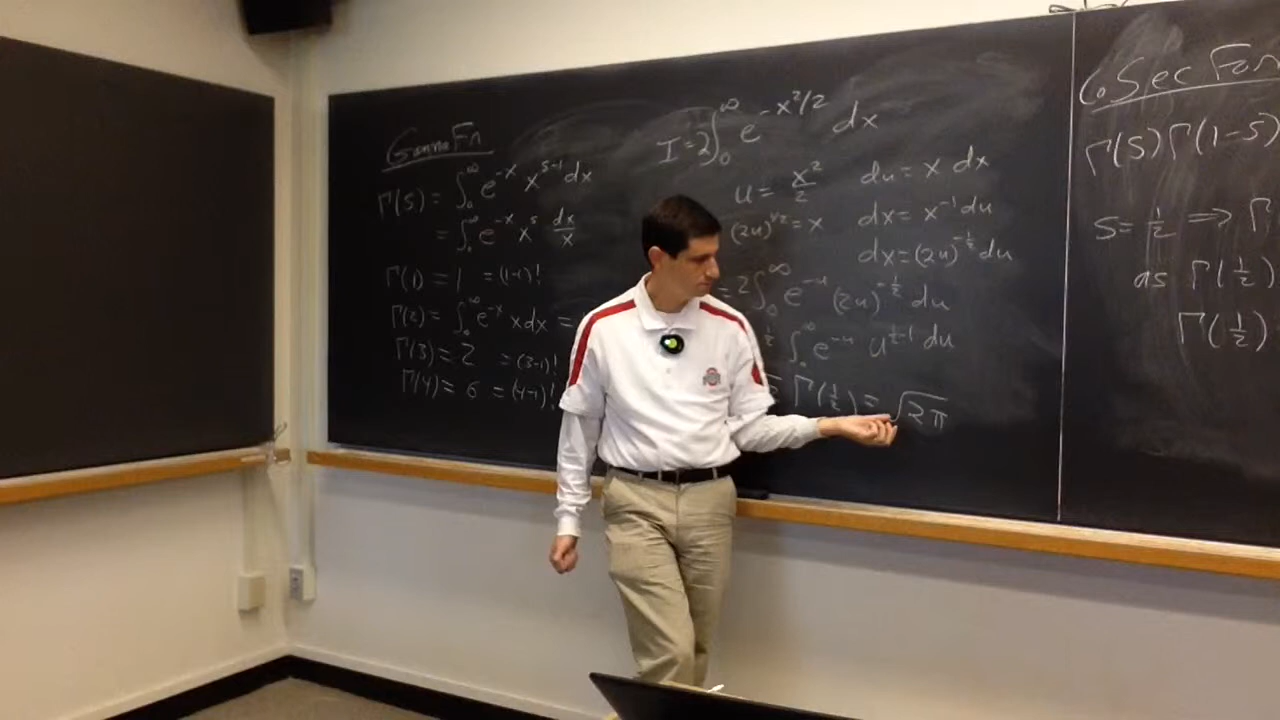 Gamma Fn
Γ(s) = ∫₀^∞ e^{-x} x^{s-1} dx
= ∫₀^∞ e^{-x} x^s dx/x
Γ(1) = 1 = (1-1)!
Γ(2) = ∫₀^∞ e^{-x} x dx =
Γ(3) = 2 = (3-1)!
Γ(4) = 6 = (4-1)!
I = 2∫₀^∞ e^{-x²/2} dx
u = x²/2 du = x dx
(2u)^{1/2} = x dx = x^{-1} du
dx = (2u)^{-1/2} du
= 2∫₀^∞ e^{-u} (2u)^{-1/2} du
∫₀^∞ e^{-u} u^{1/2-1} du
Γ(1/2) = √2π
CoSec Fo
Γ(s) Γ(1-s)
s = 1/2 ⇒ Γ
as Γ(1/2)
Γ(1/2)